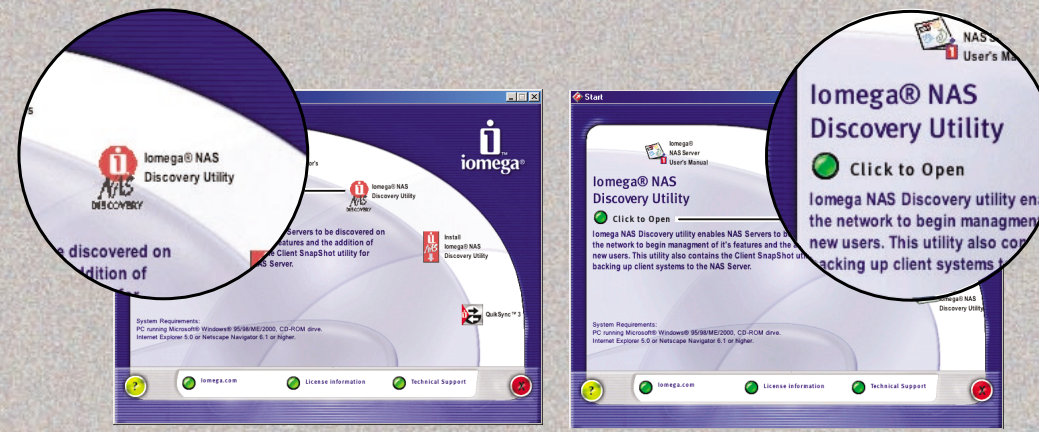 s
Iomega® NAS
Discovery Utility
e discovered on
ddition of
iomega®
or's
Iomega® NAS
Discovery Utility
NAS
DISCOVERY
Servers to be discovered on
features and the addition of
e Client SnapShot utility for
AS Server.
Install
Iomega® NAS
Discovery Utility
QuikSync™ 3
System Requirements:
PC running Microsoft® Windows® 95/98/ME/2000, CD-ROM dirve.
Internet Explorer 5.0 or Netscape Navigator 6.1 or higher.
?
Iomega.com
License information
Technical Support
Start
Iomega®
NAS Server
User's Manual
Iomega® NAS
Discovery Utility
Click to Open
Iomega NAS Discovery utility enables NAS Servers to b
the network to begin managment of it's features and the a
new users. This utility also contains the Client SnapShot uti
backing up client systems to the NAS Server.
NAS S
User's Ma
Iomega® NAS
Discovery Utility
Click to Open
Iomega NAS Discovery utility ena
the network to begin managmen
new users. This utility also con
backing up client systems t
Iomega® NAS
Discovery Utility
System Requirements:
PC running Microsoft® Windows® 95/98/ME/2000, CD-ROM dirve.
Internet Explorer 5.0 or Netscape Navigator 6.1 or higher.
?
Iomega.com
License information
Technical Support